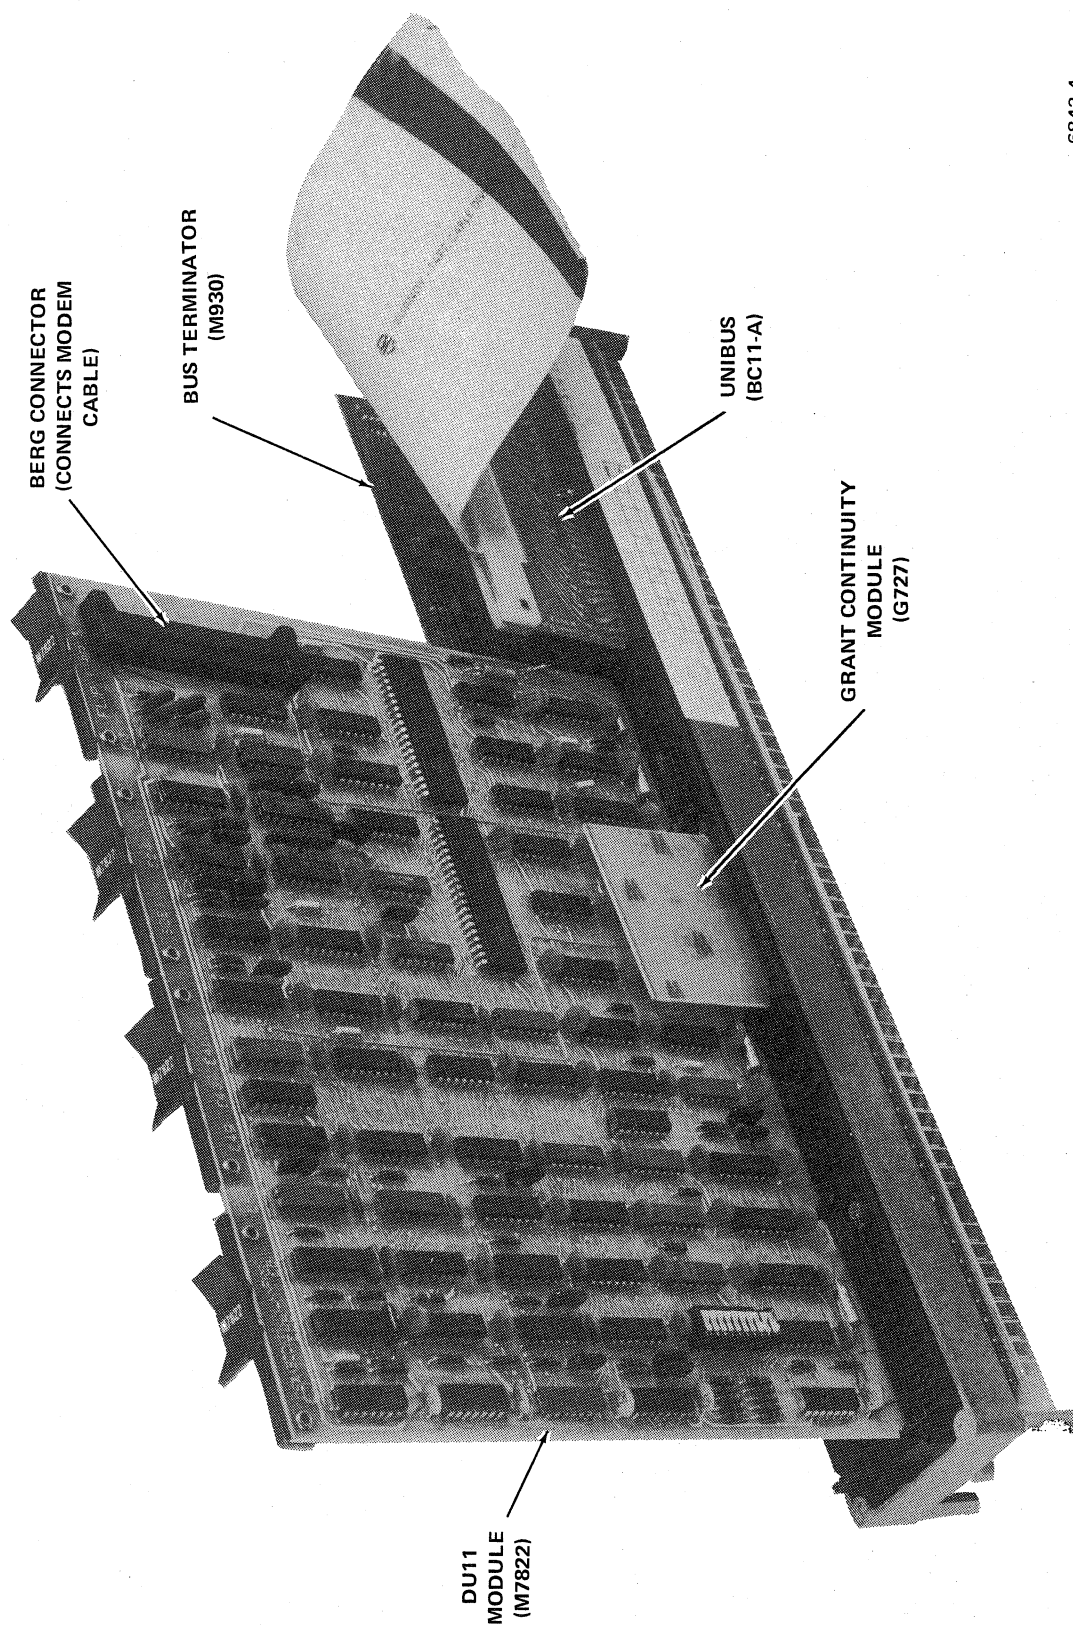 BERG CONNECTOR
(CONNECTS MODEM
CABLE)
BUS TERMINATOR
(M930)
UNIBUS
(BC11-A)
GRANT CONTINUITY
MODULE
(G727)
DU11
MODULE
(M7822)